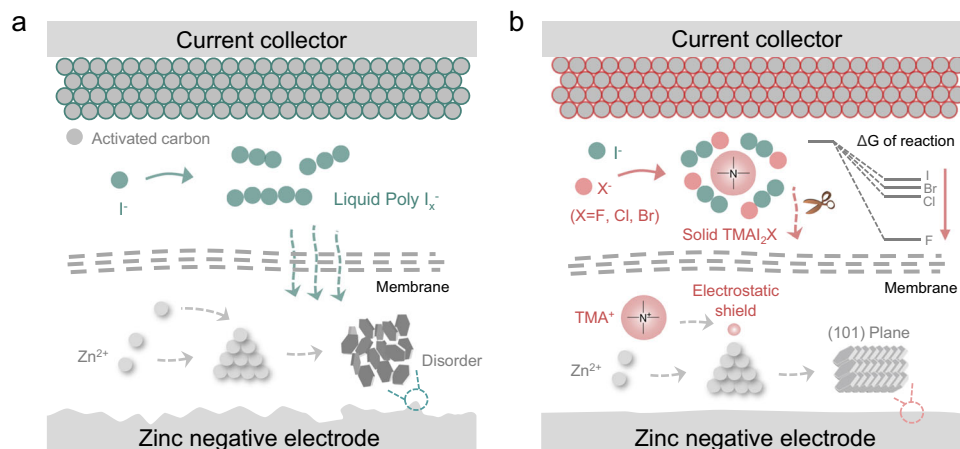 a
Current collector
Activated carbon
I⁻
Liquid Poly Iₓ⁻
Membrane
Zn²⁺
Disorder
Zinc negative electrode
b
Current collector
I⁻
X⁻
(X=F, Cl, Br)
N
Solid TMAI₂X
ΔG of reaction
I
Br
Cl
F
Membrane
TMA⁺
N⁺
Electrostatic
shield
Zn²⁺
(101) Plane
Zinc negative electrode